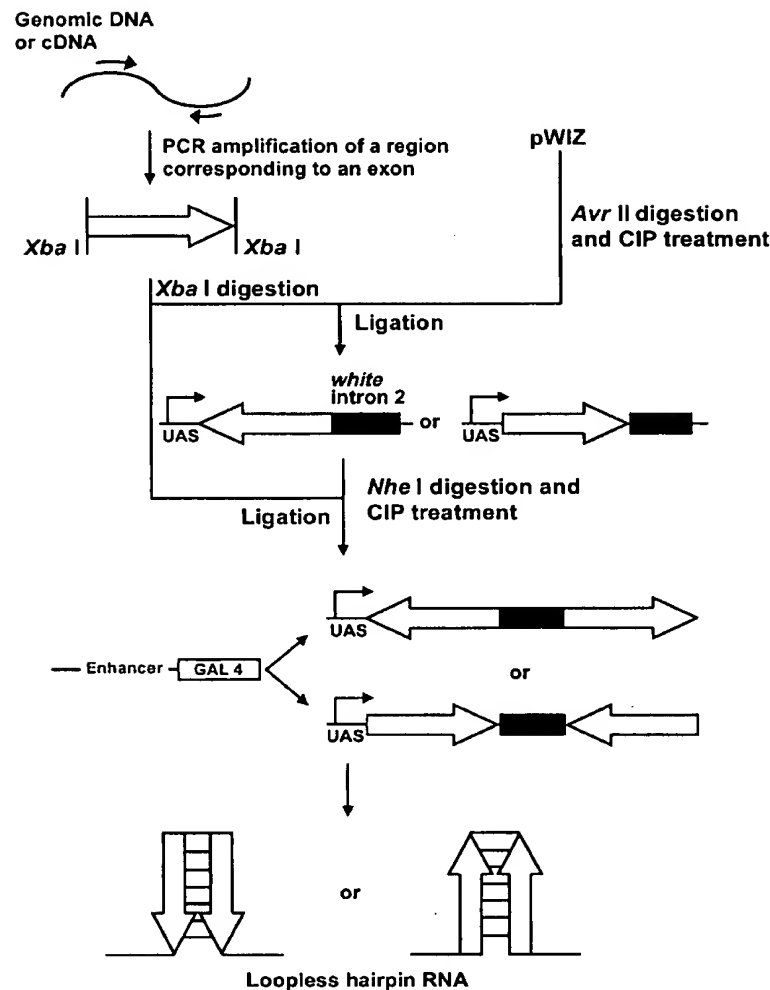 Genomic DNA
or cDNA
PCR amplification of a region
corresponding to an exon
pWIZ
Avr II digestion
and CIP treatment
Xba I
Xba I
Xba I digestion
Ligation
white
intron 2
UAS
or
UAS
Nhe I digestion and
CIP treatment
Ligation
UAS
Enhancer
GAL 4
or
UAS
or
Loopless hairpin RNA